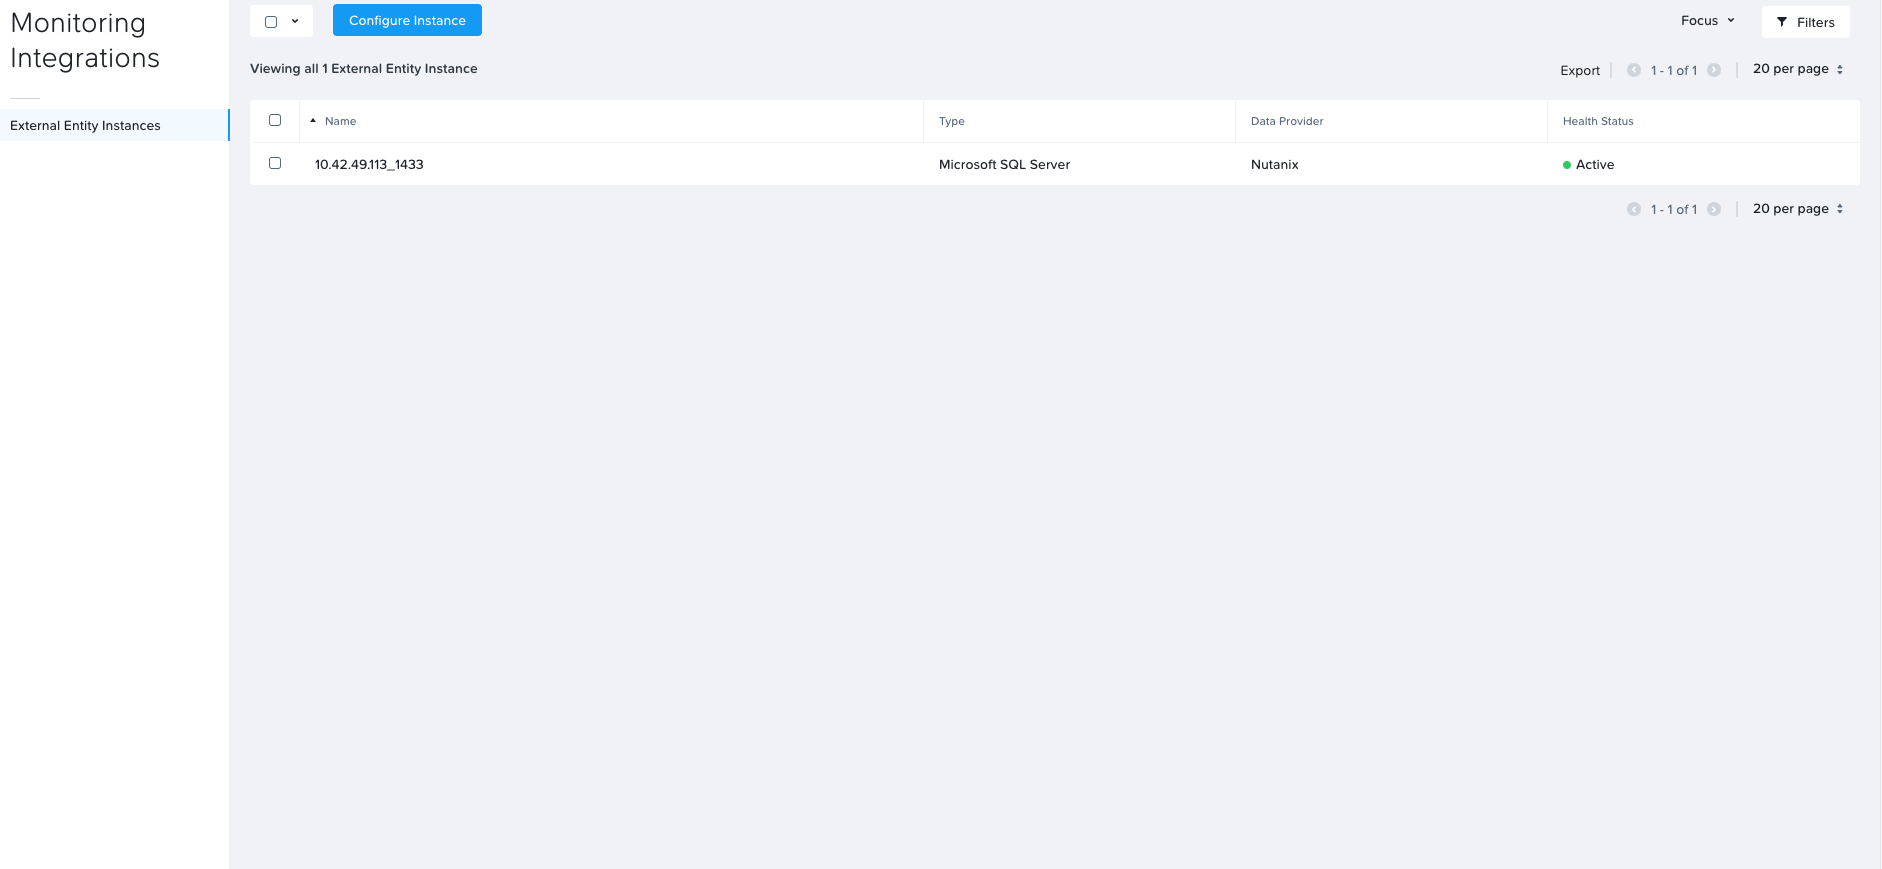 Monitoring
Integrations
External Entity Instances
Configure Instance
Focus
Filters
Viewing all 1 External Entity Instance
Export
1 - 1 of 1
20 per page
Name
Type
Data Provider
Health Status
10.42.49.113_1433
Microsoft SQL Server
Nutanix
Active
1 - 1 of 1
20 per page